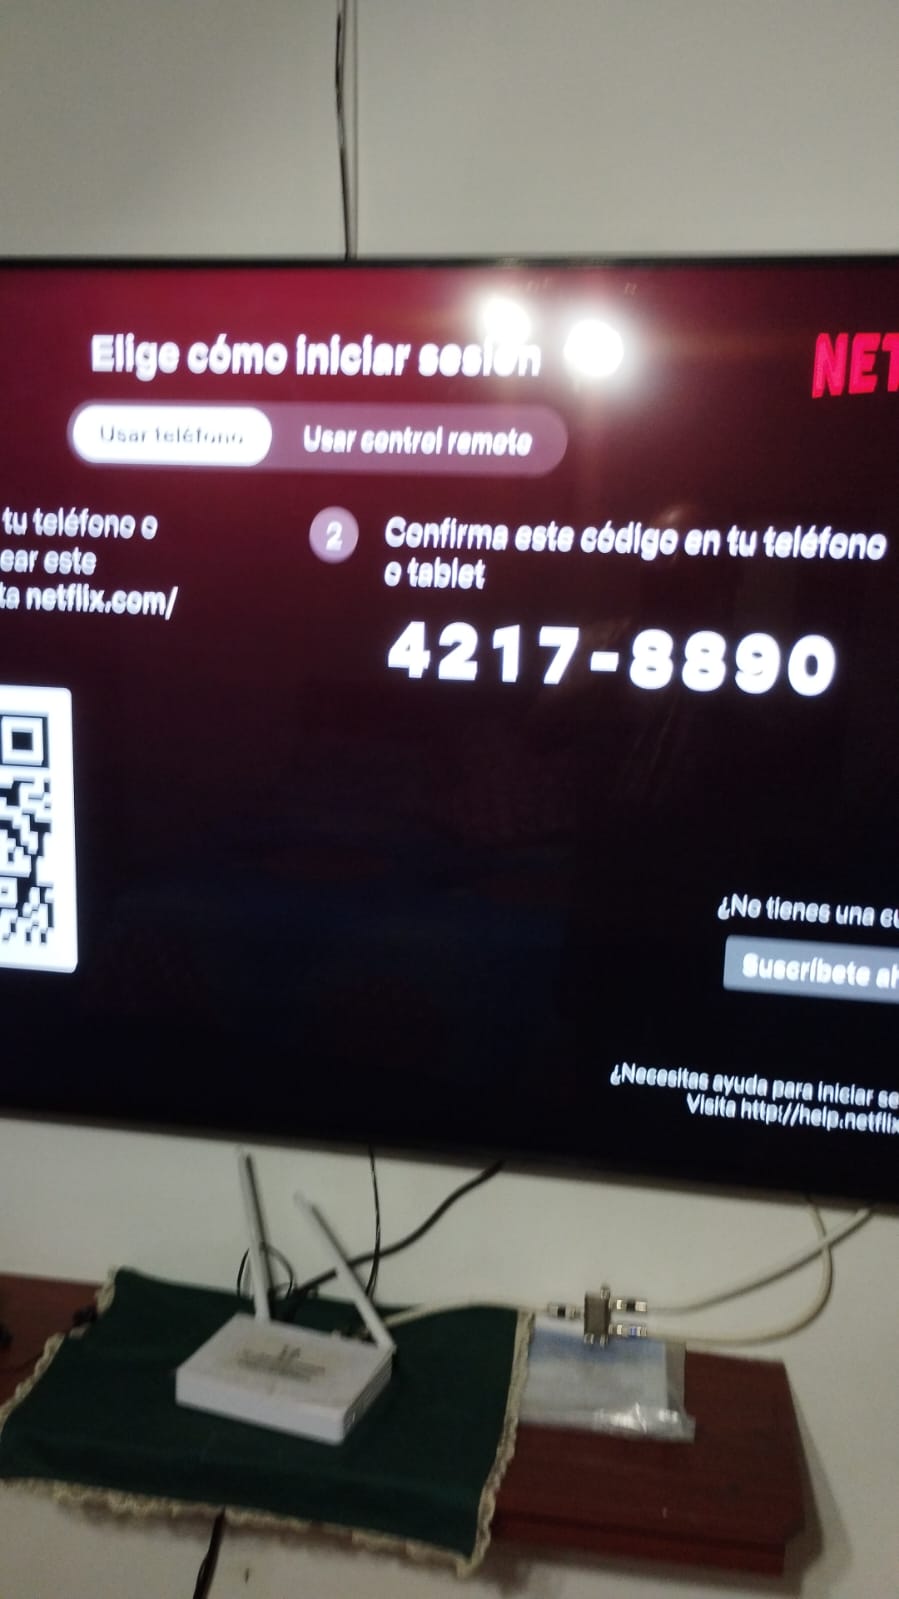 Elige cómo iniciar sesión
NET
Usar teléfono
Usar control remoto
tu teléfono o
ear este
ta netflix.com/
2
Confirma este código en tu teléfono
o tablet
4217-8890
¿No tienes una cu
Suscríbete ah
¿Necesitas ayuda para iniciar se
Visita http://help.netflix